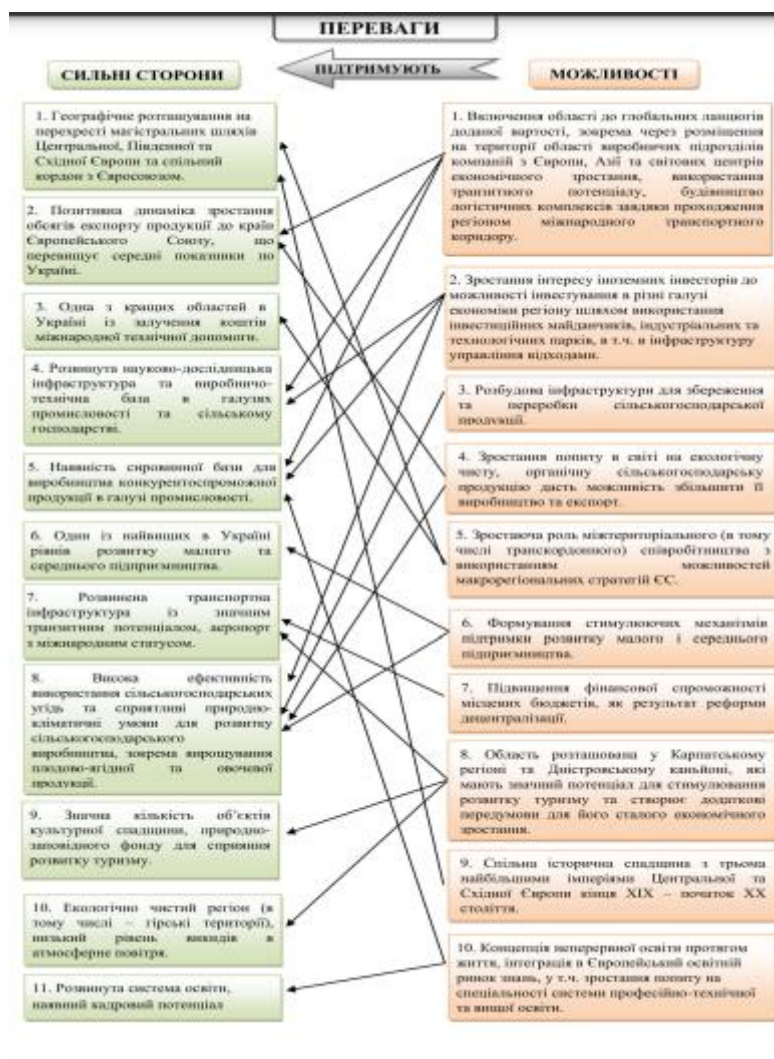 ПЕРЕВАГИ
СИЛЬНІ СТОРОНИ
ПІДТРИМУЮТЬ
МОЖЛИВОСТІ
1. Географічне розташування на
перехресті магістральних шляхів
Центральної, Південної та
Східної Європи та спільний
кордон з Євросоюзом.
2. Позитивна динаміка зростання
обсягів експорту продукції до країн
Європейського Союзу, що
перевищує середні показники по
Україні.
3. Одна з кращих областей в
Україні із залучення коштів
міжнародної технічної допомоги.
4. Розвинута науково-дослідницька
інфраструктура та виробничо-
технічна база в галузях
промисловості та сільському
господарстві.
5. Наявність сировинної бази для
виробництва конкурентоспроможної
продукції в галузі промисловості.
6. Один із найвищих в Україні
рівнів розвитку малого та
середнього підприємництва.
7. Розвинена транспортна
інфраструктура із значним
транзитним потенціалом, аеропорт
з міжнародним статусом.
8. Висока ефективність
використання сільськогосподарських
угідь та сприятливі природно-
кліматичні умови для розвитку
сільськогосподарського
виробництва, зокрема вирощування
плодово-ягідної та овочевої
продукції.
9. Значна кількість об’єктів
культурної спадщини, природно-
заповідного фонду для сприяння
розвитку туризму.
10. Екологічно чистий регіон (в
тому числі – гірські території),
низький рівень викидів в
атмосферне повітря.
11. Розвинута система освіти,
наявний кадровий потенціал
1. Включення області до глобальних ланцюгів
доданої вартості, зокрема через розміщення
на території області виробничих підрозділів
компаній з Європи, Азії та світових центрів
економічного зростання, використання
транзитного потенціалу, будівництво
логістичних комплексів завдяки проходження
регіоном міжнародного транспортного
коридору.
2. Зростання інтересу іноземних інвесторів до
можливості інвестування в різні галузі
економіки регіону шляхом використання
інвестиційних майданчиків, індустріальних та
технологічних парків, в т.ч. в інфраструктуру
управління відходами.
3. Розбудова інфраструктури для збереження
та переробки сільськогосподарської
продукції.
4. Зростання попиту в світі на екологічну
чисту, органічну сільськогосподарську
продукцію дасть можливість збільшити її
виробництво та експорт.
5. Зростаюча роль міжтериторіального (в тому
числі транскордонного) співробітництва з
використанням можливостей
макрорегіональних стратегій ЄС.
6. Формування стимулюючих механізмів
підтримки розвитку малого і середнього
підприємництва.
7. Підвищення фінансової спроможності
місцевих бюджетів, як результат реформи
децентралізації.
8. Область розташована у Карпатському
регіоні та Дністровському каньйоні, які
мають значний потенціал для стимулювання
розвитку туризму та створює додаткові
передумови для його сталого економічного
зростання.
9. Спільна історична спадщина з трьома
найбільшими імперіями Центральної та
Східної Європи кінця ХІХ – початок ХХ
століття.
10. Концепція неперервної освіти протягом
життя, інтеграція в Європейський освітній
ринок знань, у т.ч. зростання попиту на
спеціальності системи професійно-технічної
та вищої освіти.